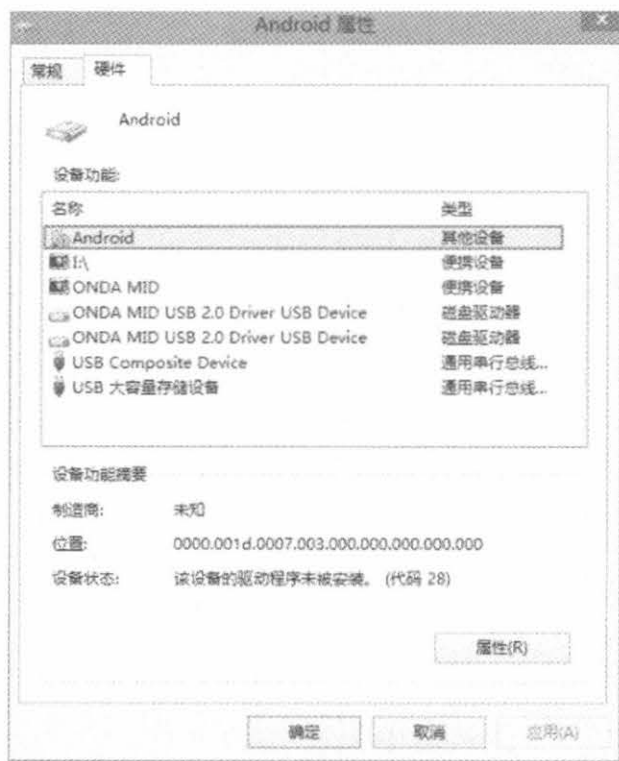 Android 属性
常规 硬件
Android
设备功能:
名称 类型
Android 其他设备
I:\ 便携设备
ONDA MID 便携设备
ONDA MID USB 2.0 Driver USB Device 磁盘驱动器
ONDA MID USB 2.0 Driver USB Device 磁盘驱动器
USB Composite Device 通用串行总线...
USB 大容量存储设备 通用串行总线...
设备功能摘要
制造商: 未知
位置: 0000.001d.0007.003.000.000.000.000.000
设备状态: 该设备的驱动程序未被安装。 (代码 28)
属性(R)
确定 取消 应用(A)